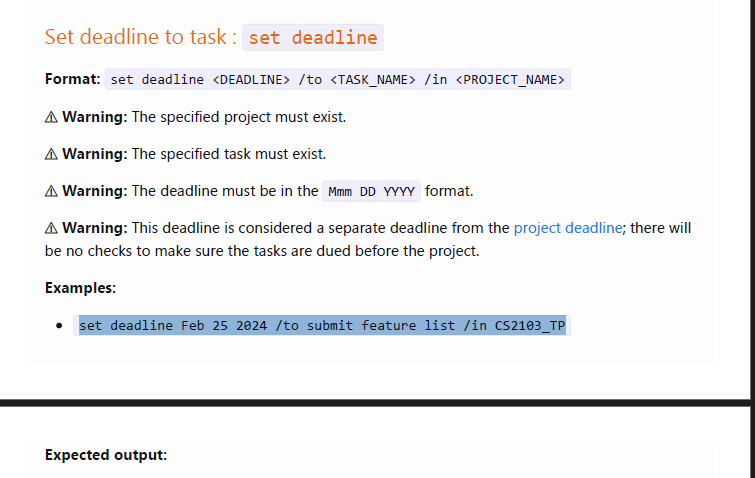 Set deadline to task : set deadline
Format: set deadline <DEADLINE> /to <TASK_NAME> /in <PROJECT_NAME>
⚠ Warning: The specified project must exist.
⚠ Warning: The specified task must exist.
⚠ Warning: The deadline must be in the Mmm DD YYYY format.
⚠ Warning: This deadline is considered a separate deadline from the project deadline; there will
be no checks to make sure the tasks are dued before the project.
Examples:
• set deadline Feb 25 2024 /to submit feature list /in CS2103_TP
Expected output: